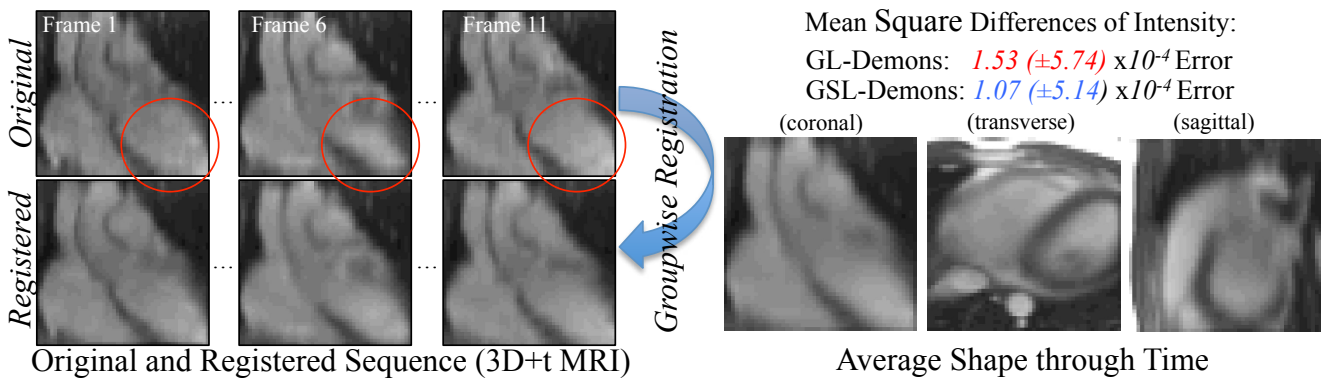 Frame 1
Frame 6
Frame 11
Original
... ...
Registered
... ...
Original and Registered Sequence (3D+t MRI)
Groupwise Registration
Mean Square Differences of Intensity:
GL-Demons: 1.53 (±5.74) x10⁻⁴ Error
GSL-Demons: 1.07 (±5.14) x10⁻⁴ Error
(coronal)
(transverse)
(sagittal)
Average Shape through Time